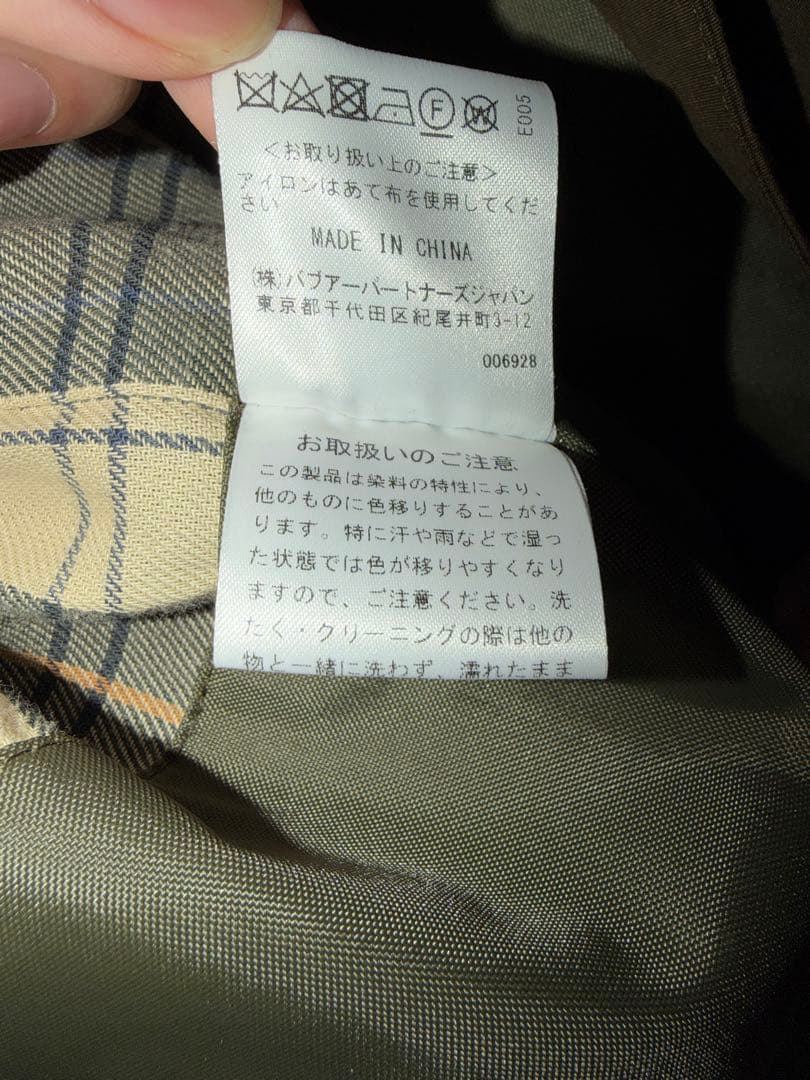 F
W
E005
＜お取り扱い上のご注意＞
アイロンはあて布を使用してくだ
さい
MADE IN CHINA
(株)バブアーパートナーズジャパン
東京都千代田区紀尾井町3-12
006928
お取扱いのご注意
この製品は染料の特性により、
他のものに色移りすることがあ
ります。特に汗や雨などで湿っ
た状態では色が移りやすくなり
ますので、ご注意ください。洗
たく・クリーニングの際は他の
物と一緒に洗わず、濡れたまま